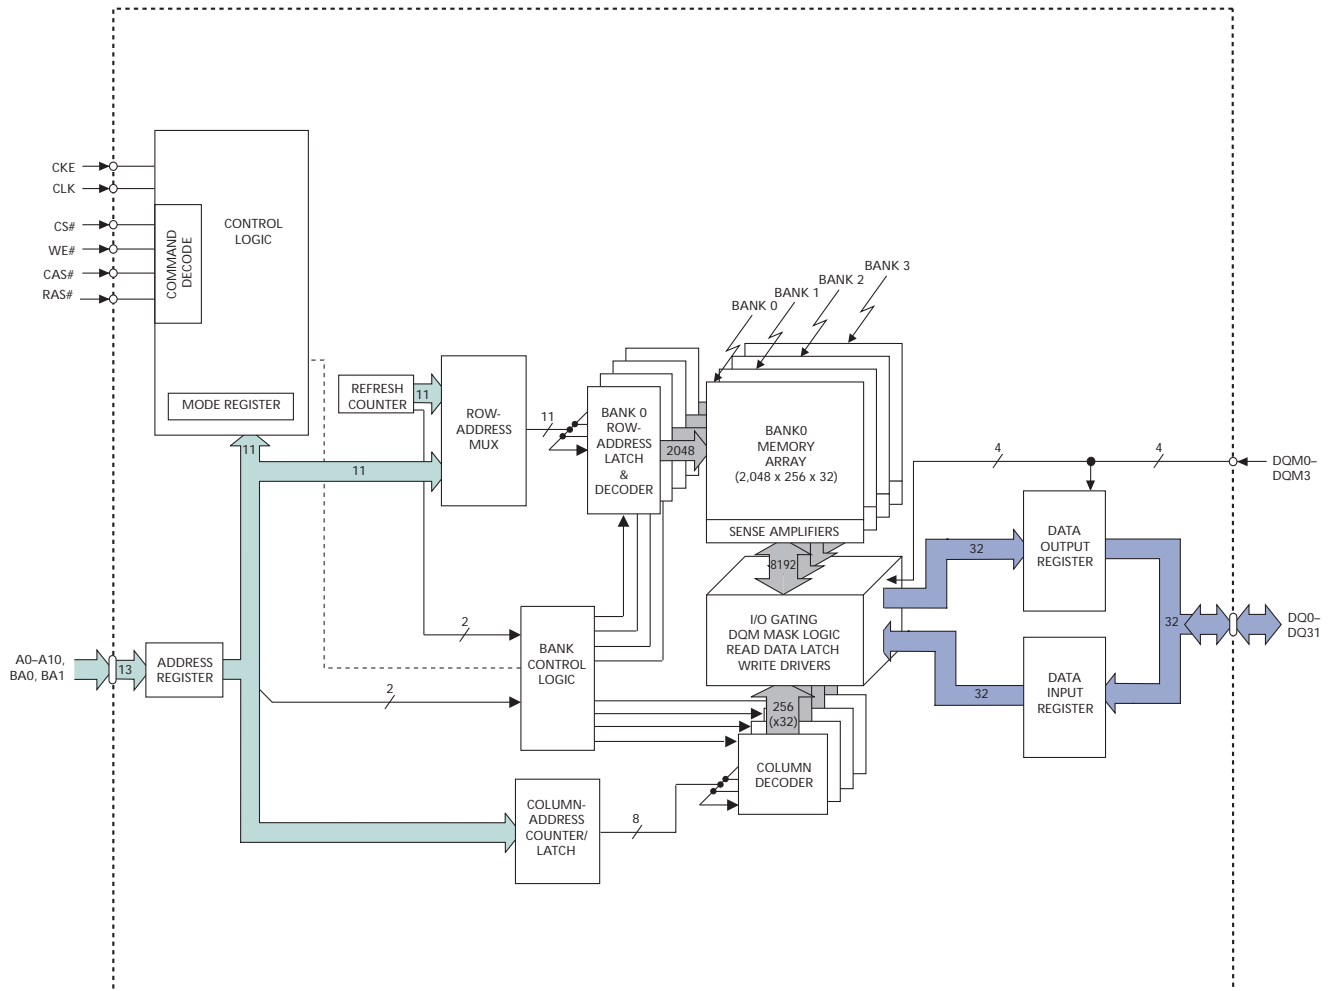 CKE
CLK
CS#
WE#
CAS#
RAS#
COMMAND
DECODE
CONTROL
LOGIC
MODE REGISTER
11
11
REFRESH
COUNTER
11
ROW-
ADDRESS
MUX
11
BANK 0
ROW-
ADDRESS
LATCH
&
DECODER
2048
BANK 0
BANK 1
BANK 2
BANK 3
BANK0
MEMORY
ARRAY
(2,048 x 256 x 32)
SENSE AMPLIFIERS
8192
I/O GATING
DQM MASK LOGIC
READ DATA LATCH
WRITE DRIVERS
256
(x32)
COLUMN
DECODER
4
4
DQM0–
DQM3
DATA
OUTPUT
REGISTER
32
32
DQ0–
DQ31
DATA
INPUT
REGISTER
32
A0–A10,
BA0, BA1
13
ADDRESS
REGISTER
2
2
BANK
CONTROL
LOGIC
COLUMN-
ADDRESS
COUNTER/
LATCH
8